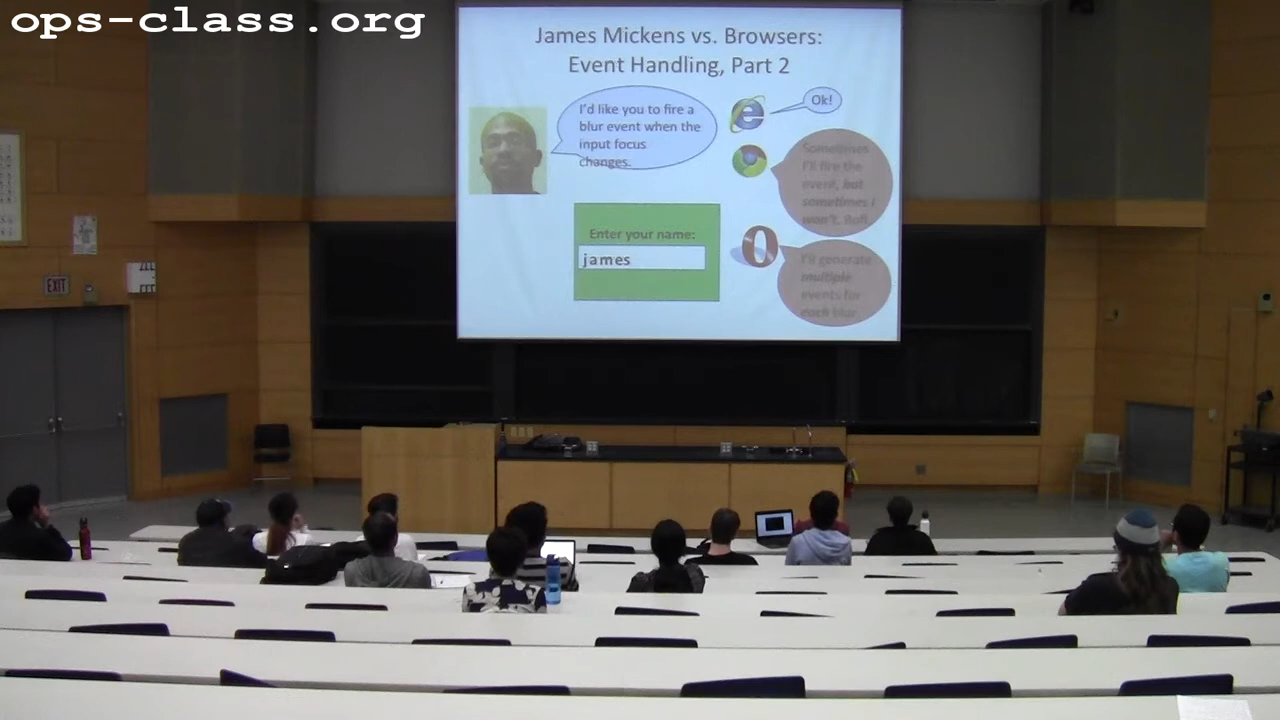 ops-class.org
James Mickens vs. Browsers:
Event Handling, Part 2
I'd like you to fire a
blur event when the
input focus
changes.
Ok!
Sometimes
I'll fire the
event, but
sometimes I
won't. Rofl.
Enter your name:
james
I'll generate
multiple
events for
each blur.
EXIT